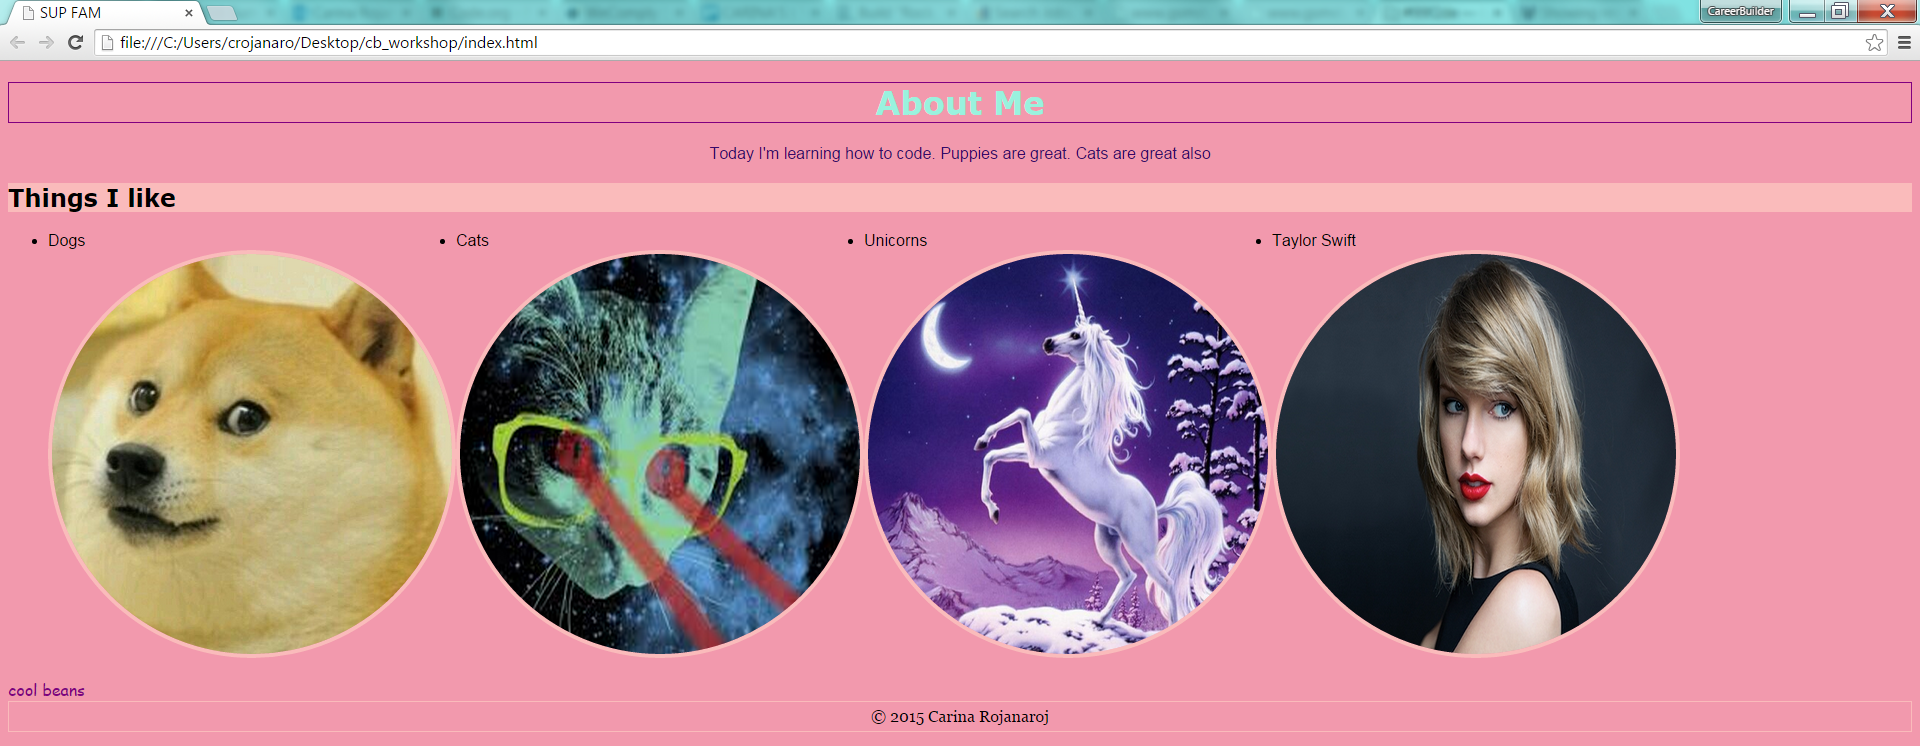 SUP FAM
CareerBuilder
file:///C:/Users/crojanaro/Desktop/cb_workshop/index.html
About Me
Today I'm learning how to code. Puppies are great. Cats are great also
Things I like
Dogs
Cats
Unicorns
Taylor Swift
cool beans
© 2015 Carina Rojanaroj